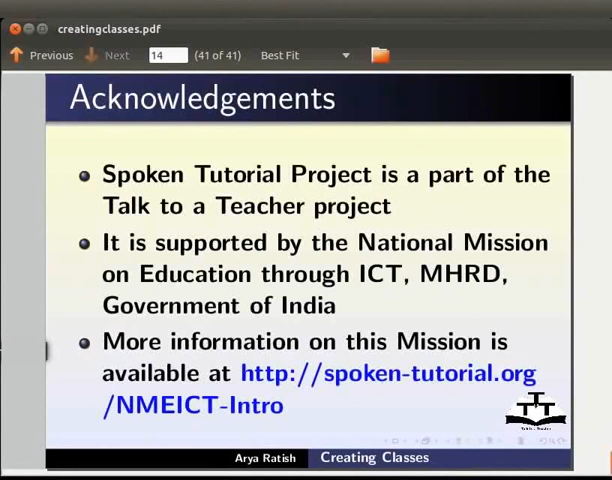 creatingclasses.pdf
Previous Next 14 (41 of 41) Best Fit
Acknowledgements
Spoken Tutorial Project is a part of the
Talk to a Teacher project
It is supported by the National Mission
on Education through ICT, MHRD,
Government of India
More information on this Mission is
available at http://spoken-tutorial.org
/NMEICT-Intro
Arya Ratish Creating Classes